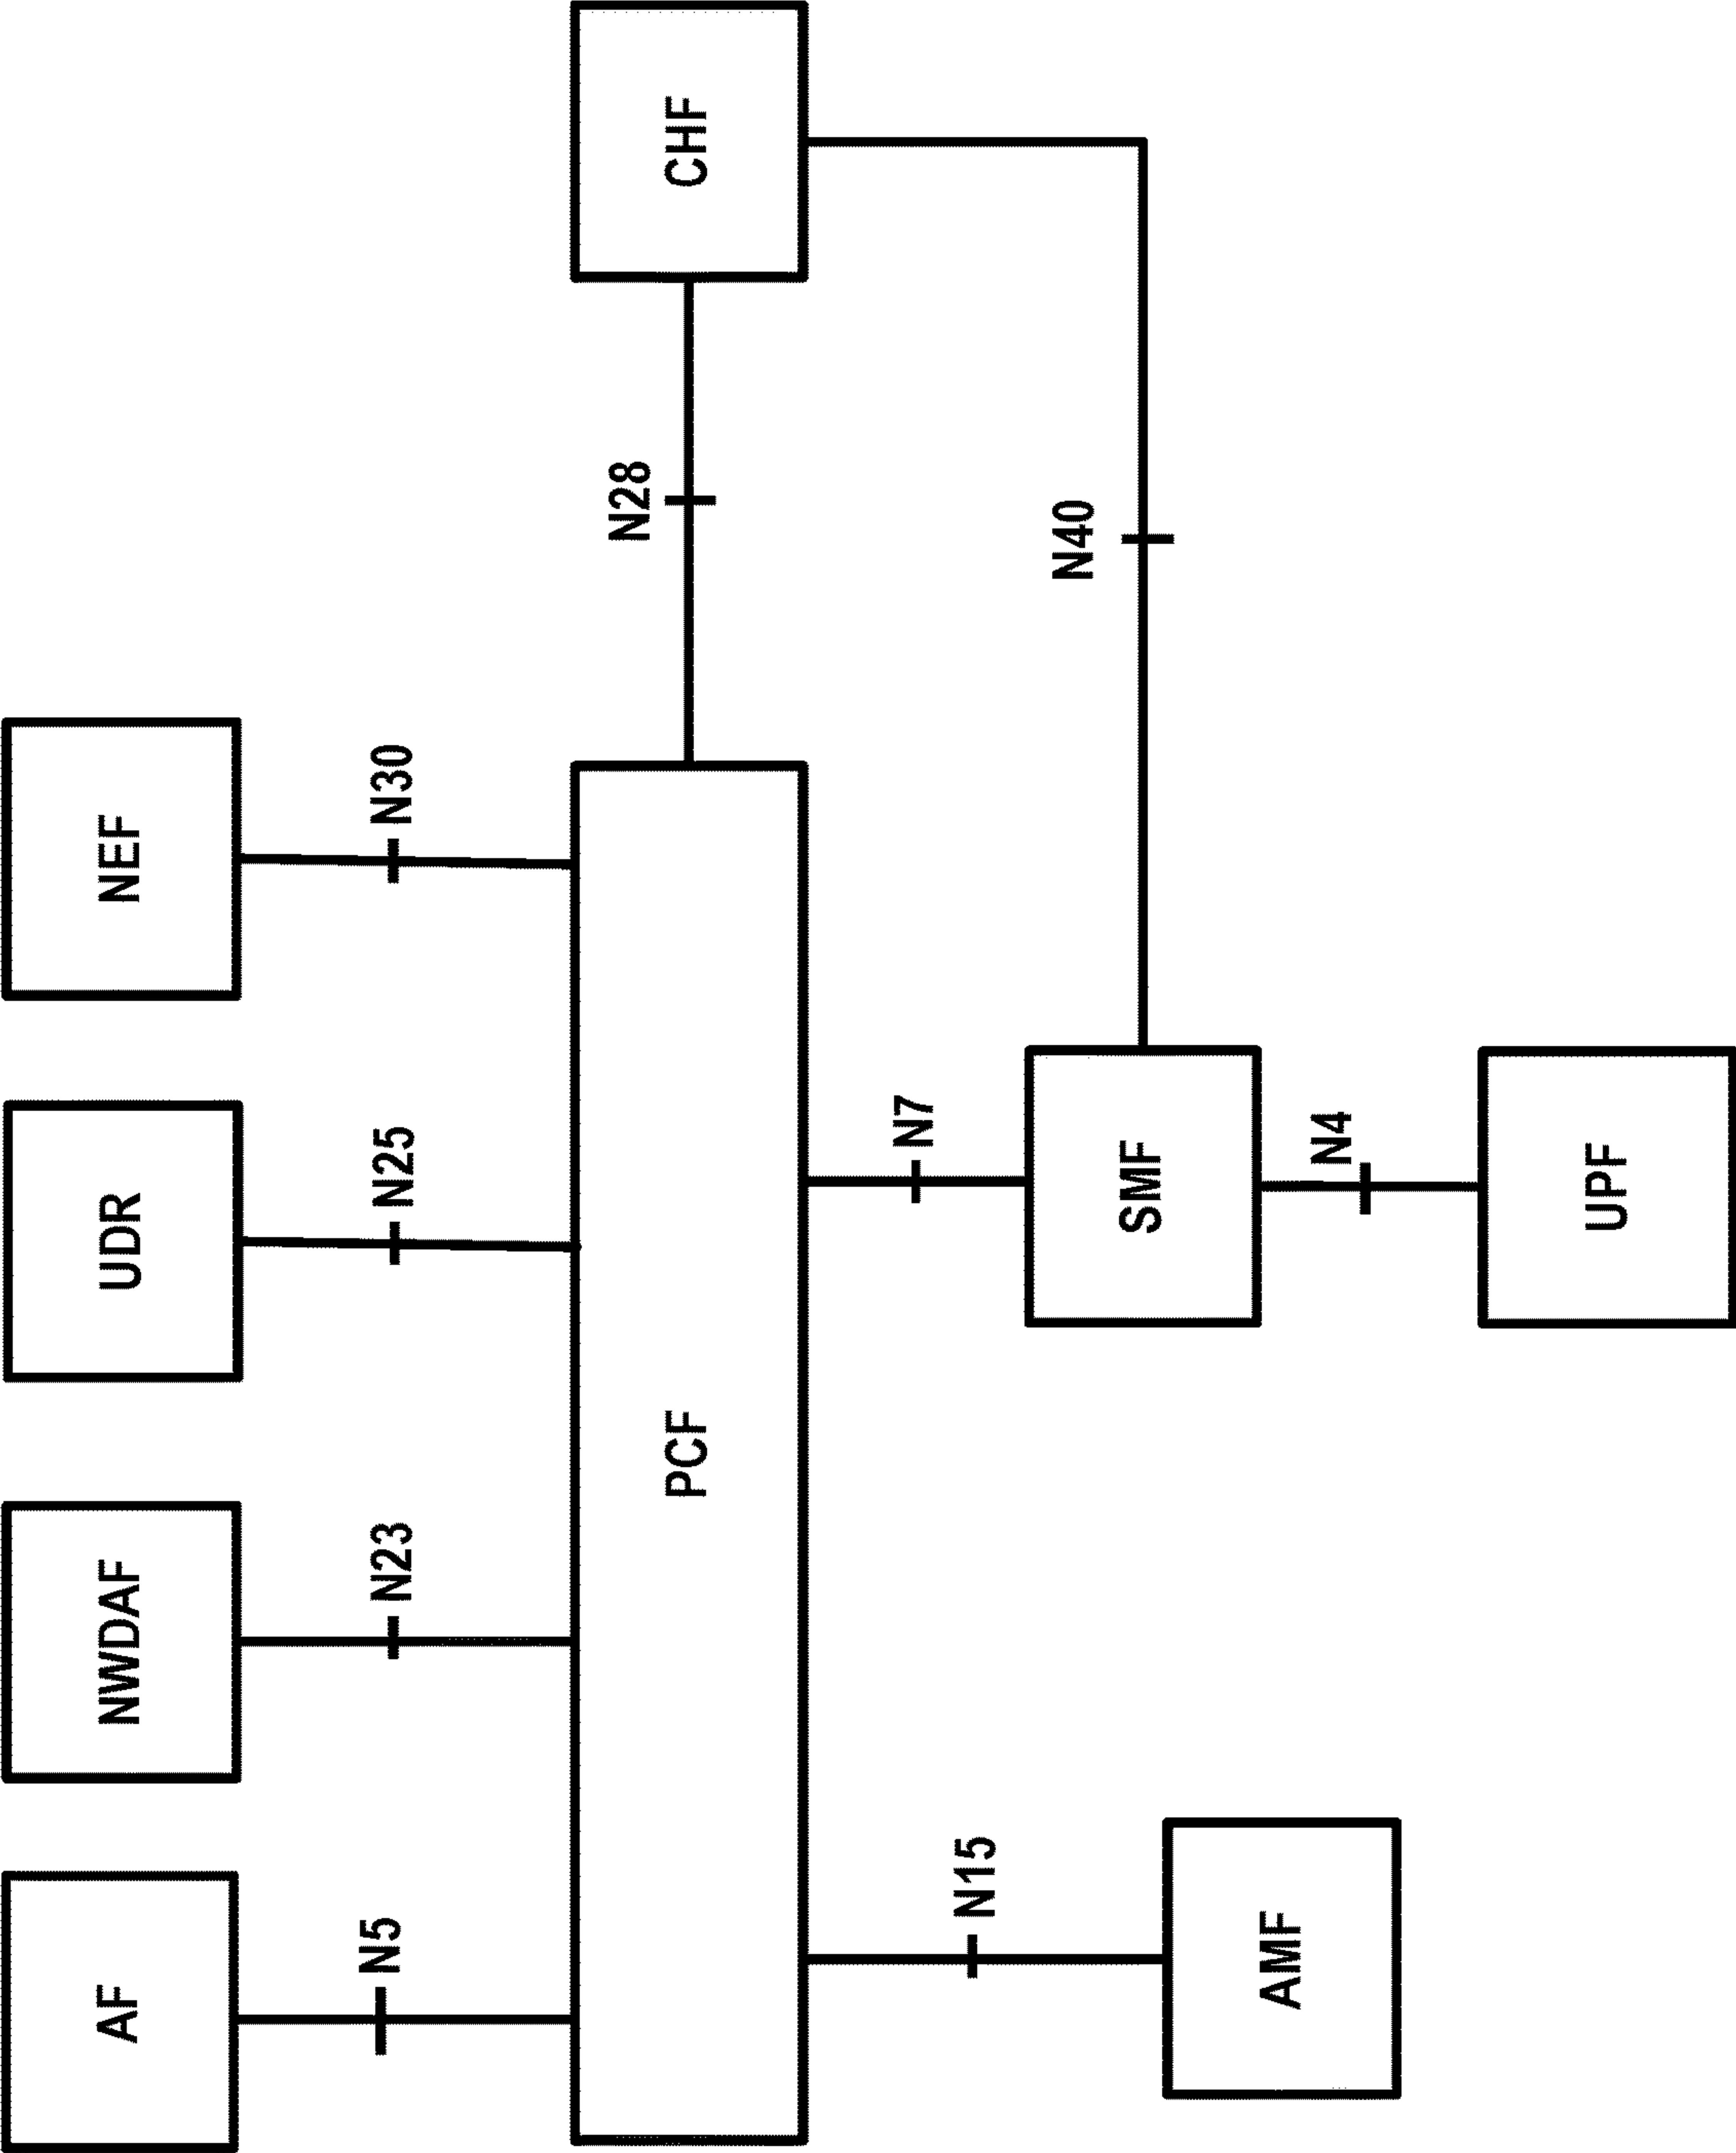 AF
NWDAF
UDR
NEF
N5
N23
N25
N30
PCF
N28
CHF
N15
N7
N40
AMF
SMF
N4
UPF